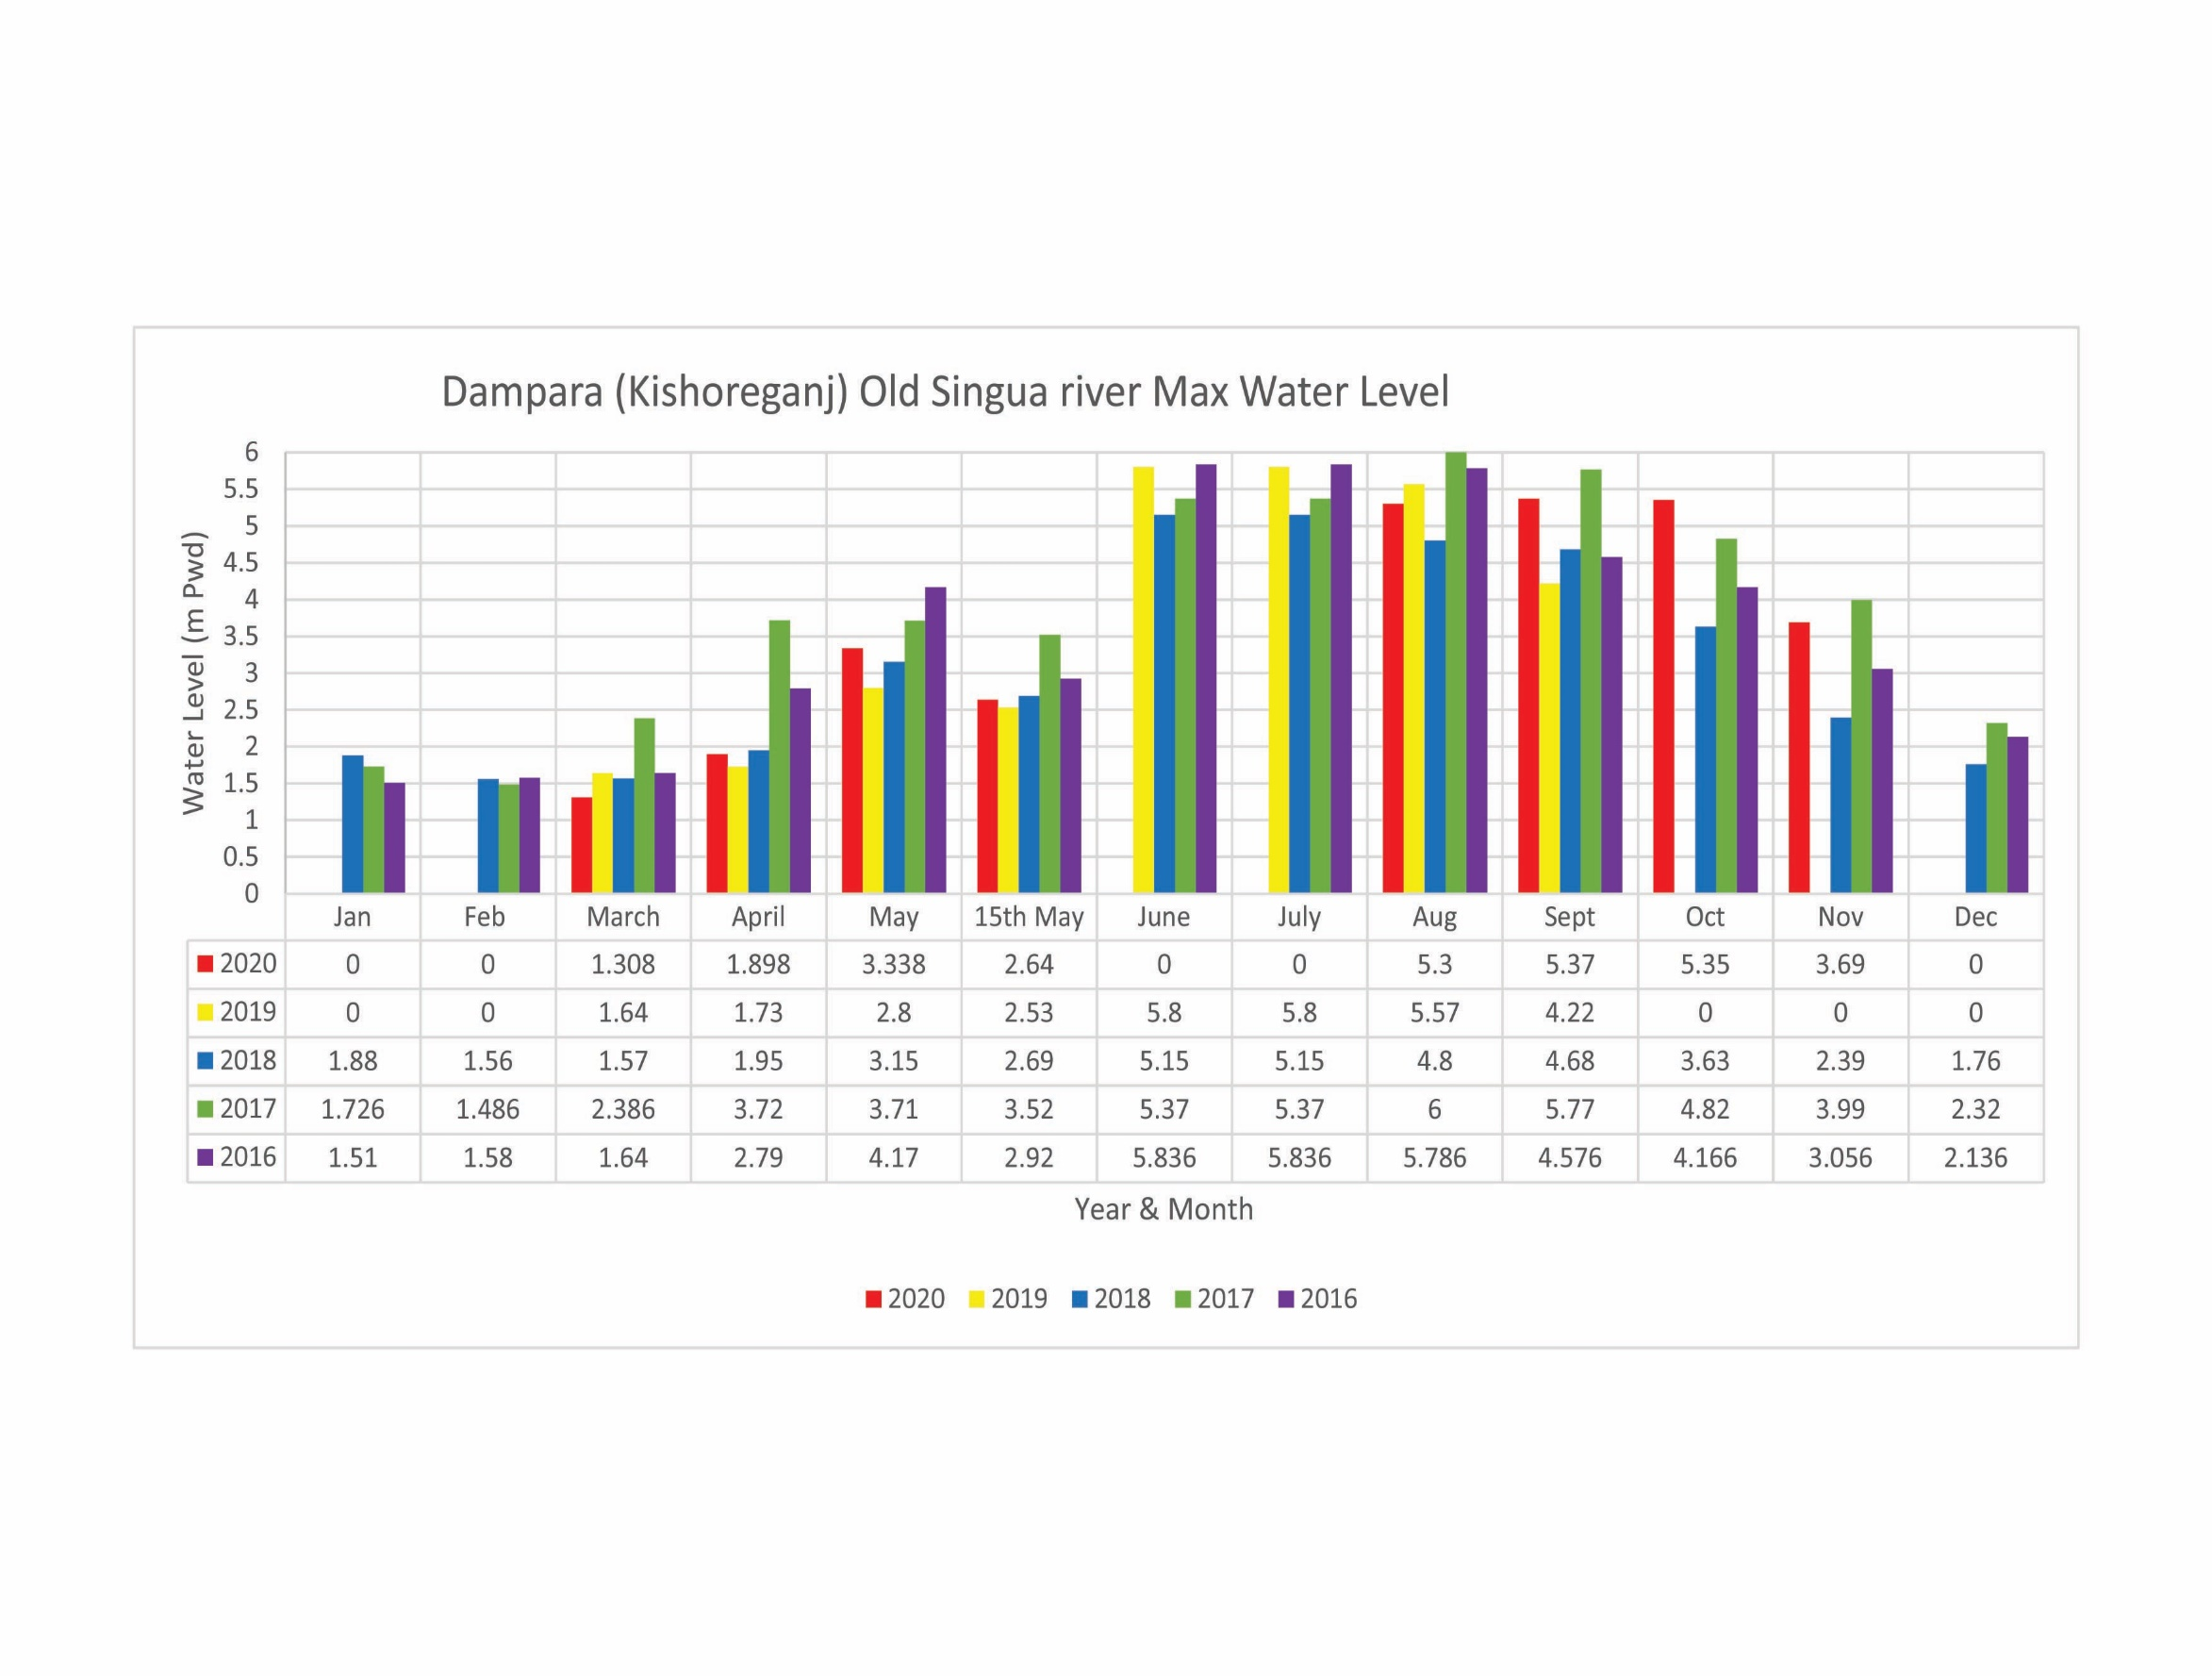 Dampara (Kishoreganj) Old Singua river Max Water Level
Water Level (m Pwd)
6
5.5
5
4.5
4
3.5
3
2.5
2
1.5
1
0.5
0
Jan Feb March April May 15th May June July Aug Sept Oct Nov Dec
2020 0 0 1.308 1.898 3.338 2.64 0 0 5.3 5.37 5.35 3.69 0
2019 0 0 1.64 1.73 2.8 2.53 5.8 5.8 5.57 4.22 0 0 0
2018 1.88 1.56 1.57 1.95 3.15 2.69 5.15 5.15 4.8 4.68 3.63 2.39 1.76
2017 1.726 1.486 2.386 3.72 3.71 3.52 5.37 5.37 6 5.77 4.82 3.99 2.32
2016 1.51 1.58 1.64 2.79 4.17 2.92 5.836 5.836 5.786 4.576 4.166 3.056 2.136
Year & Month
2020 2019 2018 2017 2016